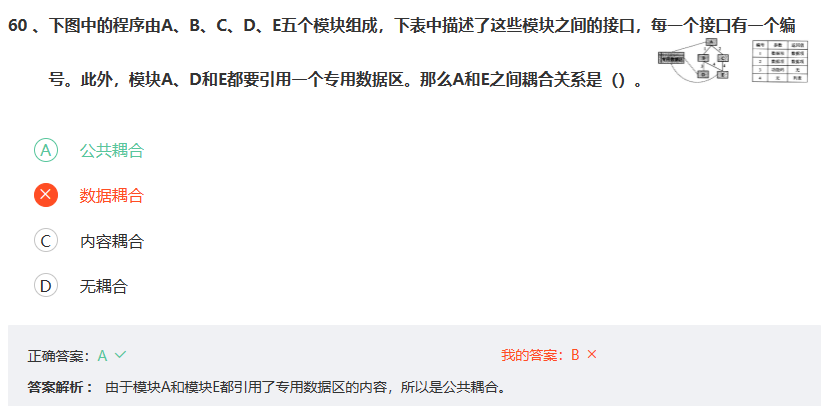 60 、下图中的程序由A、B、C、D、E五个模块组成，下表中描述了这些模块之间的接口，每一个接口有一个编
号。此外，模块A、D和E都要引用一个专用数据区。那么A和E之间耦合关系是（）。
A 公共耦合
数据耦合
C 内容耦合
D 无耦合
正确答案： A
我的答案： B
答案解析： 由于模块A和模块E都引用了专用数据区的内容，所以是公共耦合。